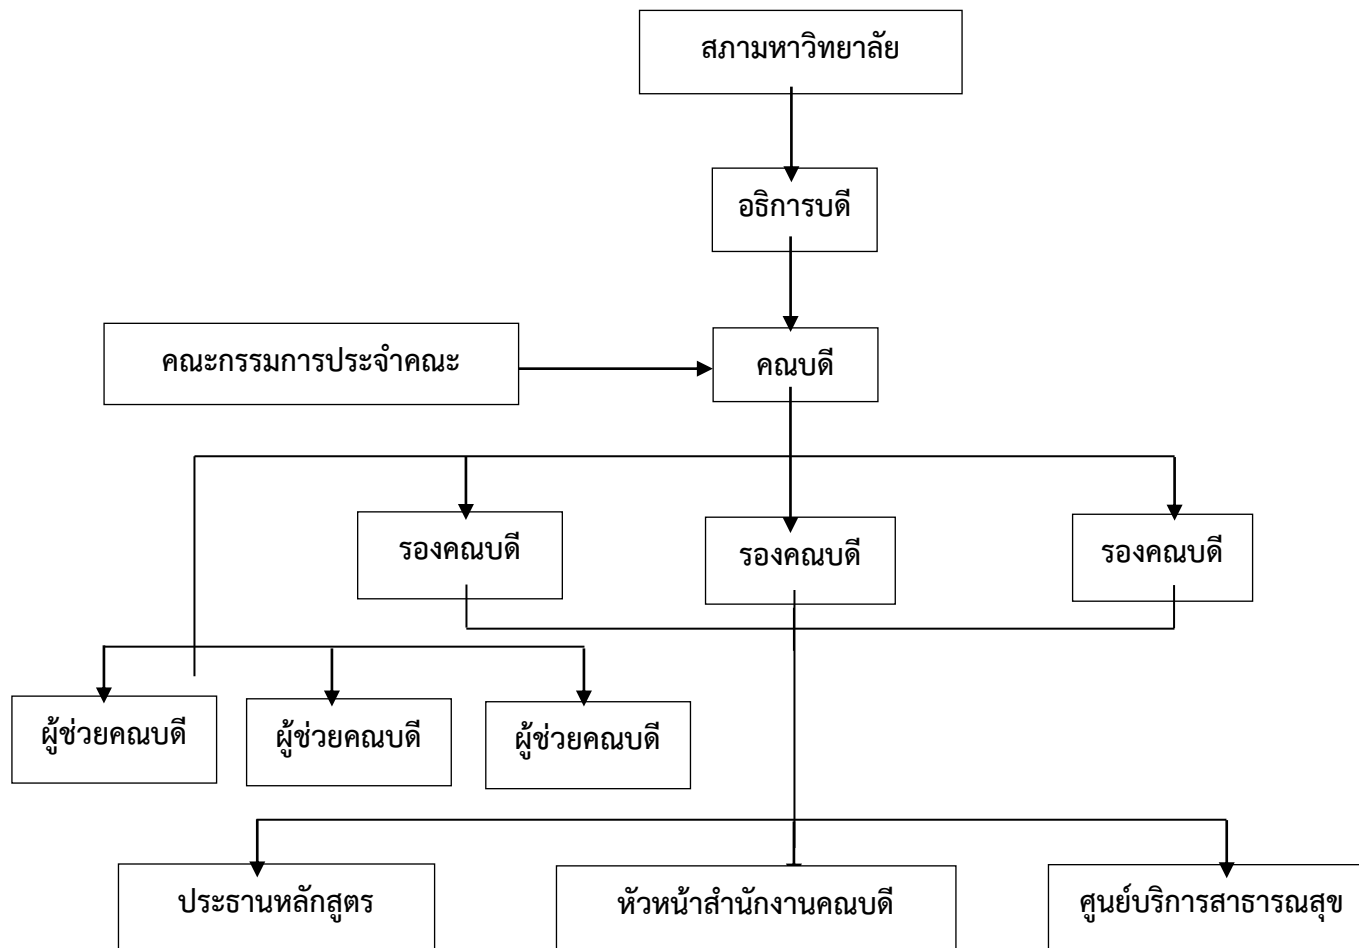 สภามหาวิทยาลัย
อธิการบดี
คณะกรรมการประจำคณะ
คณบดี
รองคณบดี
รองคณบดี
รองคณบดี
ผู้ช่วยคณบดี
ผู้ช่วยคณบดี
ผู้ช่วยคณบดี
ประธานหลักสูตร
หัวหน้าสำนักงานคณบดี
ศูนย์บริการสาธารณสุข